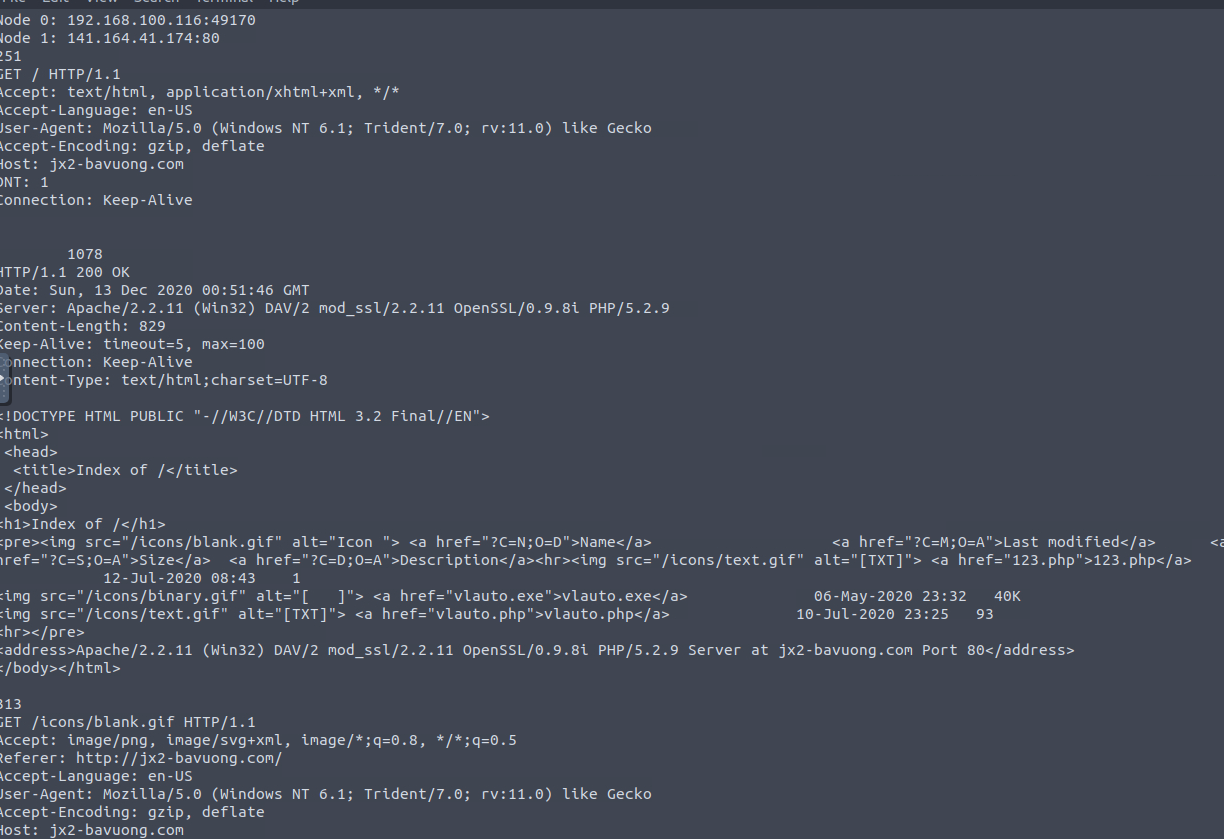 File Edit View Search Terminal Help
Node 0: 192.168.100.116:49170
Node 1: 141.164.41.174:80
251
GET / HTTP/1.1
Accept: text/html, application/xhtml+xml, */*
Accept-Language: en-US
User-Agent: Mozilla/5.0 (Windows NT 6.1; Trident/7.0; rv:11.0) like Gecko
Accept-Encoding: gzip, deflate
Host: jx2-bavuong.com
DNT: 1
Connection: Keep-Alive
1078
HTTP/1.1 200 OK
Date: Sun, 13 Dec 2020 00:51:46 GMT
Server: Apache/2.2.11 (Win32) DAV/2 mod_ssl/2.2.11 OpenSSL/0.9.8i PHP/5.2.9
Content-Length: 829
Keep-Alive: timeout=5, max=100
Connection: Keep-Alive
Content-Type: text/html;charset=UTF-8
<!DOCTYPE HTML PUBLIC "-//W3C//DTD HTML 3.2 Final//EN">
<html>
<head>
<title>Index of /</title>
</head>
<body>
<h1>Index of /</h1>
<pre><img src="/icons/blank.gif" alt="Icon "> <a href="?C=N;O=D">Name</a>                    <a href="?C=M;O=A">Last modified</a>      <a
href="?C=S;O=A">Size</a>  <a href="?C=D;O=A">Description</a><hr><img src="/icons/text.gif" alt="[TXT]"> <a href="123.php">123.php</a>
12-Jul-2020 08:43    1
<img src="/icons/binary.gif" alt="[   ]"> <a href="vlauto.exe">vlauto.exe</a>              06-May-2020 23:32   40K
<img src="/icons/text.gif" alt="[TXT]"> <a href="vlauto.php">vlauto.php</a>              10-Jul-2020 23:25   93
<hr></pre>
<address>Apache/2.2.11 (Win32) DAV/2 mod_ssl/2.2.11 OpenSSL/0.9.8i PHP/5.2.9 Server at jx2-bavuong.com Port 80</address>
</body></html>
313
GET /icons/blank.gif HTTP/1.1
Accept: image/png, image/svg+xml, image/*;q=0.8, */*;q=0.5
Referer: http://jx2-bavuong.com/
Accept-Language: en-US
User-Agent: Mozilla/5.0 (Windows NT 6.1; Trident/7.0; rv:11.0) like Gecko
Accept-Encoding: gzip, deflate
Host: jx2-bavuong.com